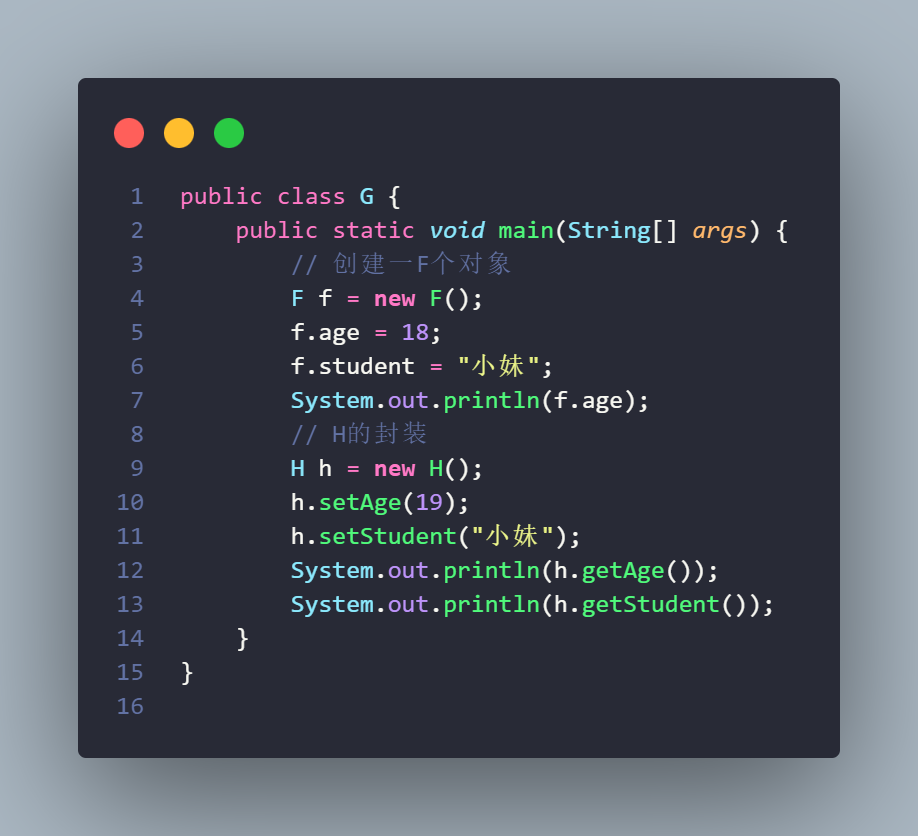 1 public class G {
2 public static void main(String[] args) {
3 // 创建一F个对象
4 F f = new F();
5 f.age = 18;
6 f.student = "小妹";
7 System.out.println(f.age);
8 // H的封装
9 H h = new H();
10 h.setAge(19);
11 h.setStudent("小妹");
12 System.out.println(h.getAge());
13 System.out.println(h.getStudent());
14 }
15 }
16